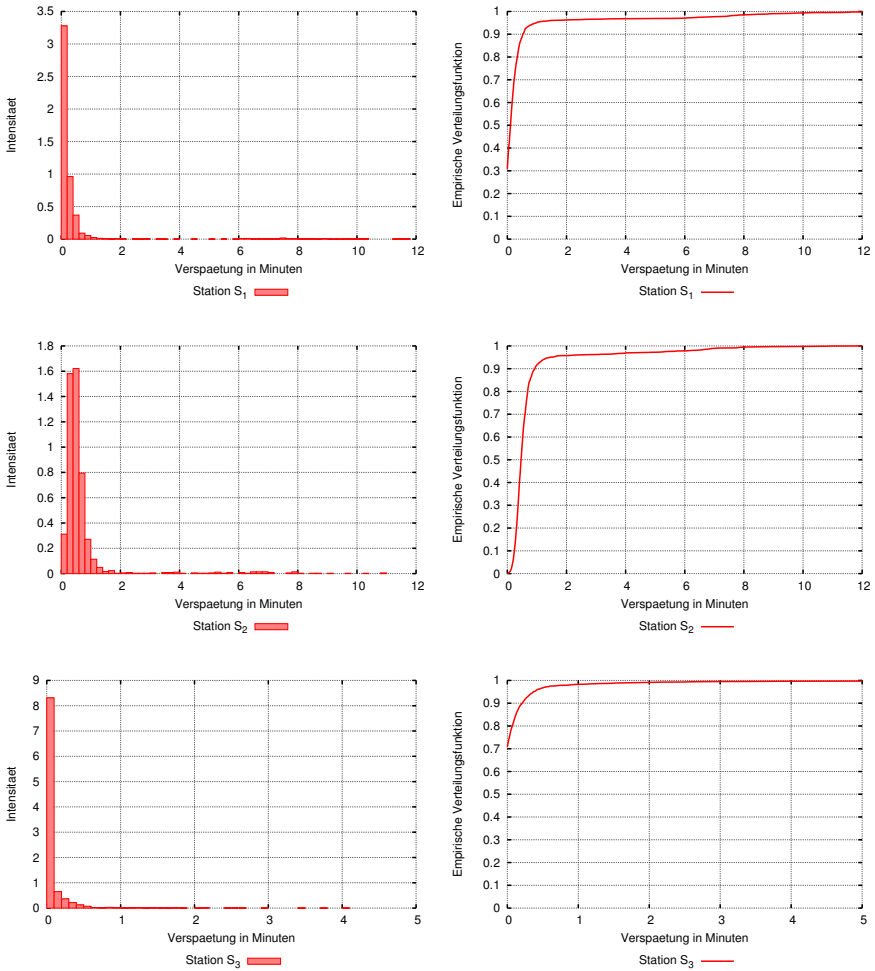 3.5
3
2.5
2
1.5
1
0.5
0
Intensitaet
0 2 4 6 8 10 12
Verspaetung in Minuten
Station S1
1
0.9
0.8
0.7
0.6
0.5
0.4
0.3
0.2
0.1
0
Empirische Verteilungsfunktion
0 2 4 6 8 10 12
Verspaetung in Minuten
Station S1
1.8
1.6
1.4
1.2
1
0.8
0.6
0.4
0.2
0
Intensitaet
0 2 4 6 8 10 12
Verspaetung in Minuten
Station S2
1
0.9
0.8
0.7
0.6
0.5
0.4
0.3
0.2
0.1
0
Empirische Verteilungsfunktion
0 2 4 6 8 10 12
Verspaetung in Minuten
Station S2
9
8
7
6
5
4
3
2
1
0
Intensitaet
0 1 2 3 4 5
Verspaetung in Minuten
Station S3
1
0.9
0.8
0.7
0.6
0.5
0.4
0.3
0.2
0.1
0
Empirische Verteilungsfunktion
0 1 2 3 4 5
Verspaetung in Minuten
Station S3